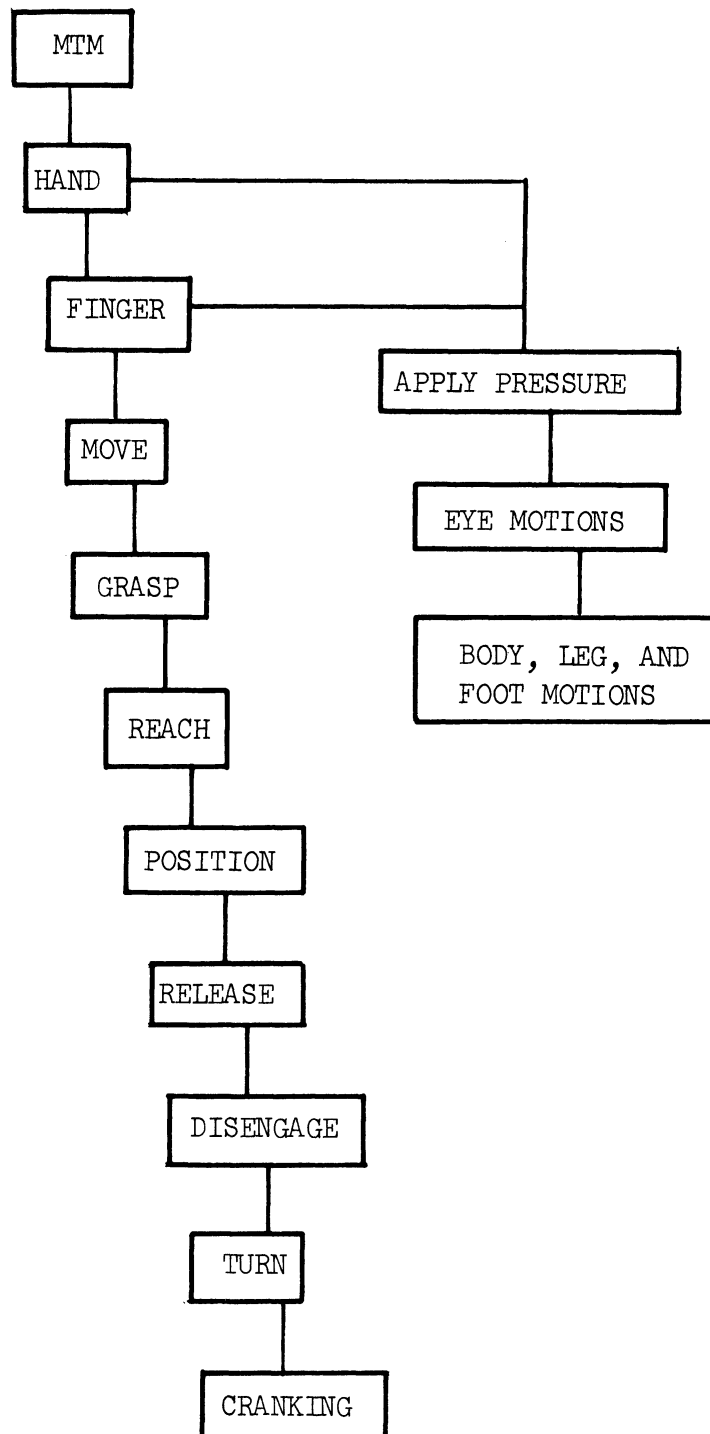 MTM
HAND
FINGER
APPLY PRESSURE
MOVE
EYE MOTIONS
GRASP
BODY, LEG, AND
FOOT MOTIONS
REACH
POSITION
RELEASE
DISENGAGE
TURN
CRANKING